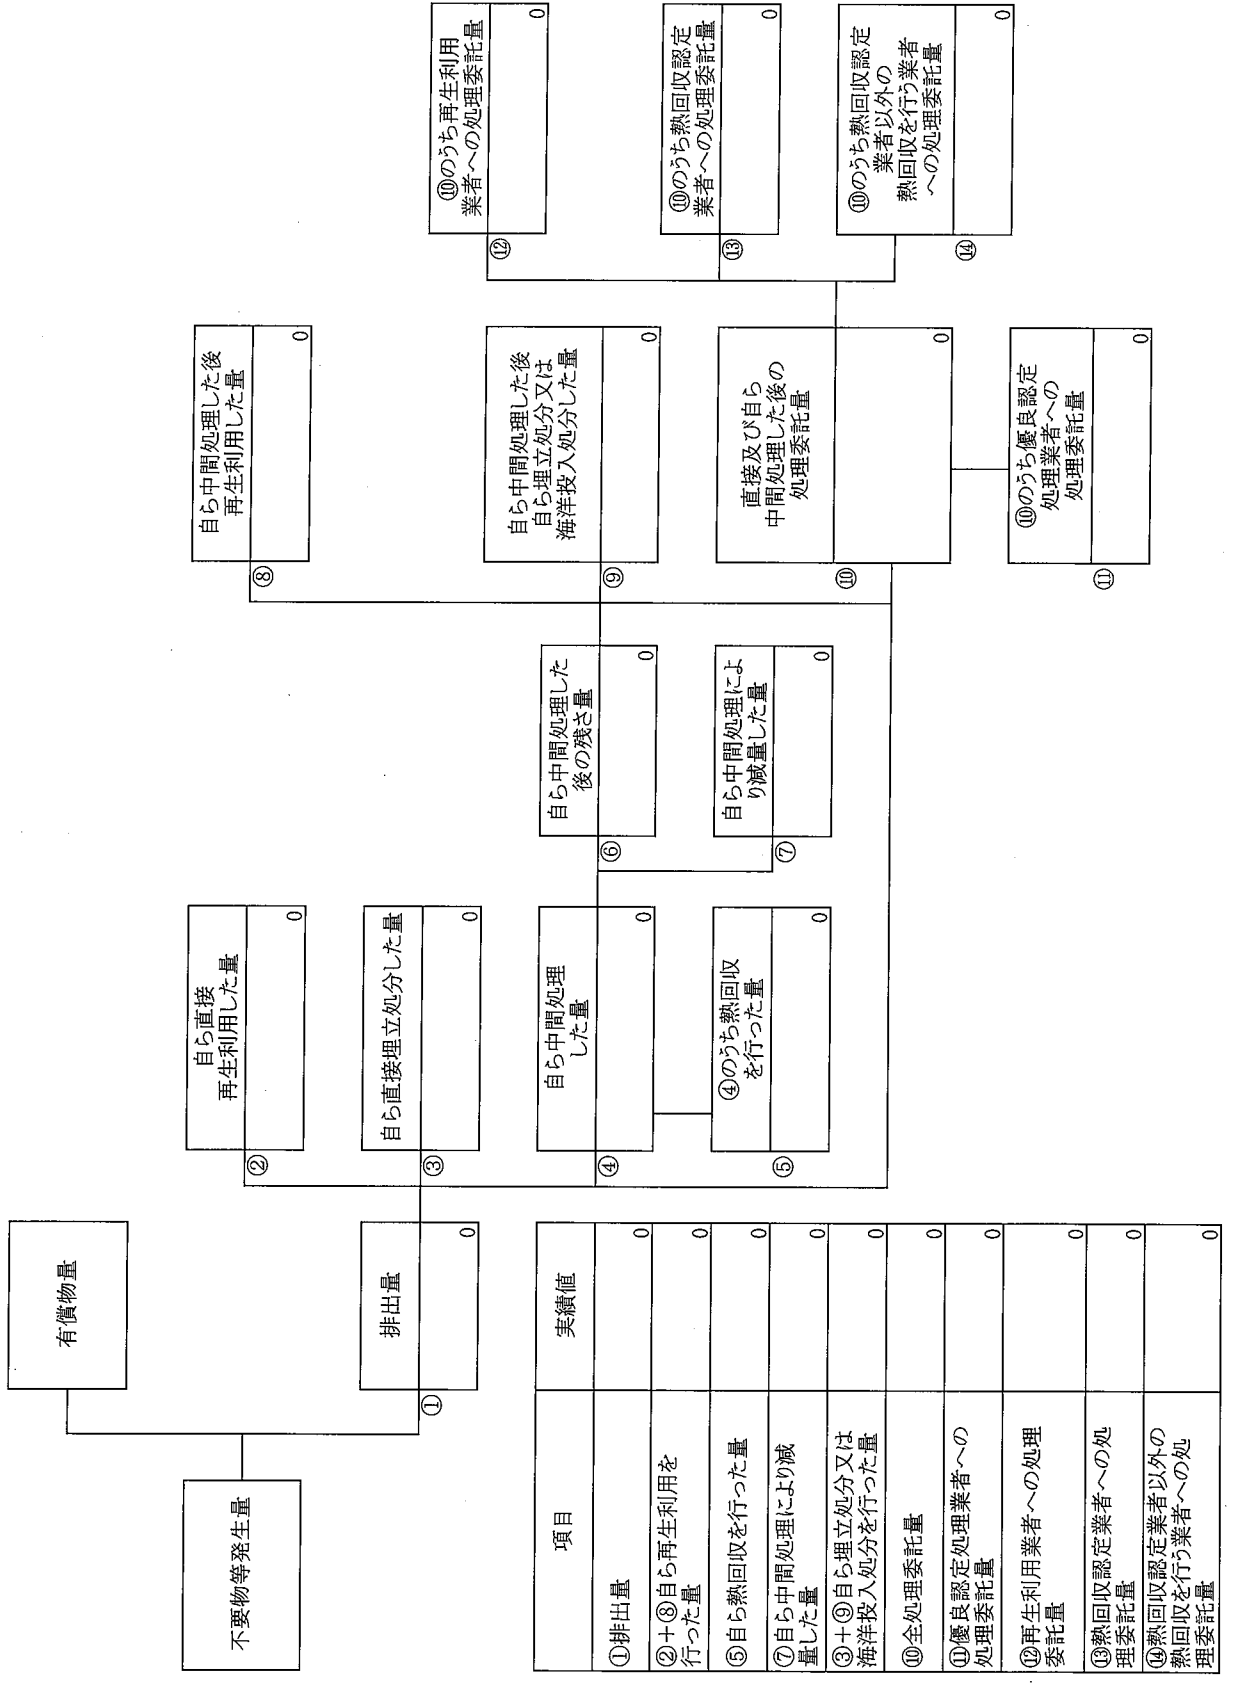 不要物等発生量
有償物量
排出量
①
0
自ら直接
再生利用した量
②
0
自ら直接埋立処分した量
③
0
自ら中間処理
した量
④
0
④のうち熱回収
を行った量
⑤
0
自ら中間処理した
後の残さ量
⑥
0
自ら中間処理によ
り減量した量
⑦
0
自ら中間処理した後
再生利用した量
⑧
0
自ら中間処理した後
自ら埋立処分又は
海洋投入処分した量
⑨
0
直接及び自ら
中間処理した後の
処理委託量
⑩
0
⑩のうち優良認定
処理業者への
処理委託量
⑪
0
⑩のうち再生利用
業者への処理委託量
⑫
0
⑩のうち熱回収認定
業者への処理委託量
⑬
0
⑩のうち熱回収認定
業者以外の
熱回収を行う業者
への処理委託量
⑭
0
項目 実績値
①排出量 0
②＋⑧自ら再生利用を
行った量 0
⑤自ら熱回収を行った量 0
⑦自ら中間処理により減
量した量 0
③＋⑨自ら埋立処分又は
海洋投入処分を行った量 0
⑩全処理委託量 0
⑪優良認定処理業者への
処理委託量 0
⑫再生利用業者への処理
委託量 0
⑬熱回収認定業者への処
理委託量 0
⑭熱回収認定業者以外の
熱回収を行う業者への処
理委託量 0